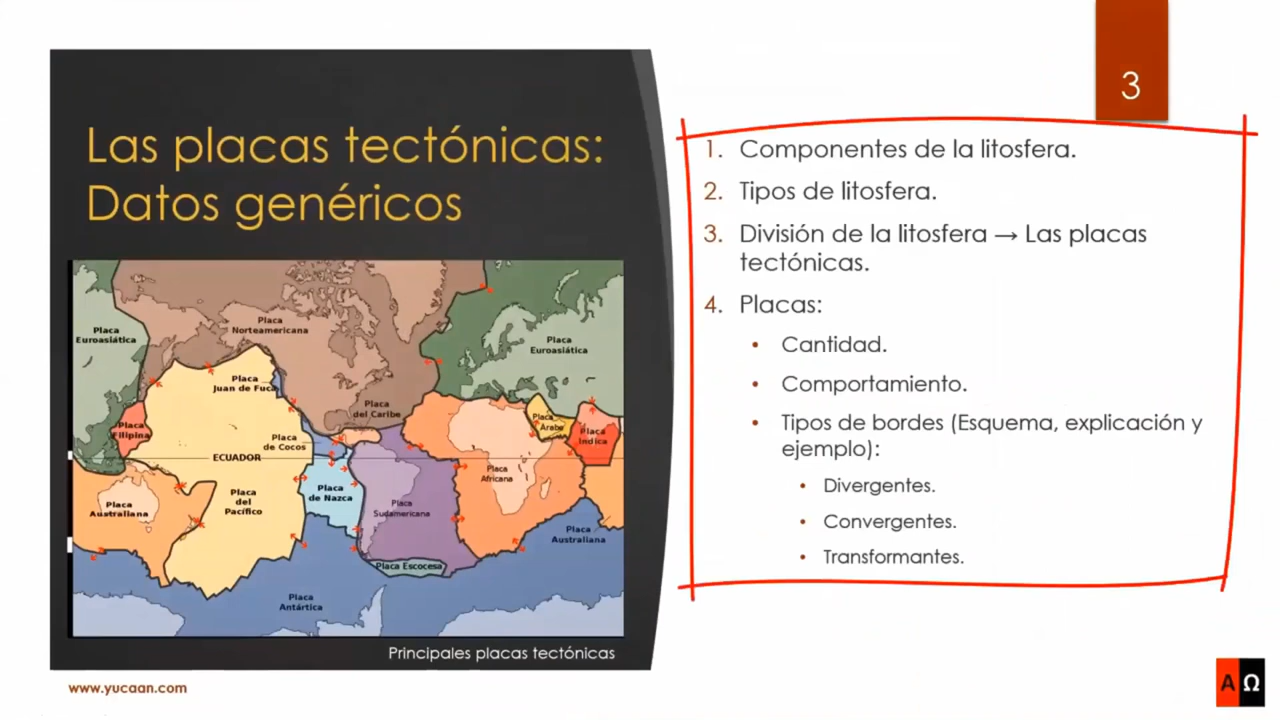 3
Las placas tectónicas:
Datos genéricos
Placa
Euroasiática
Placa
Norteamericana
Placa
Euroasiática
Placa
Juan de Fuca
Placa
del Caribe
Placa
Filipina
Placa
de Cocos
Placa
Arabe
Placa
Indica
ECUADOR
Placa
Australiana
Placa
del
Pacífico
Placa
de Nazca
Placa
Sudamericana
Placa
Africana
Placa
Australiana
Placa Escocesa
Placa
Antártica
Principales placas tectónicas
1. Componentes de la litosfera.
2. Tipos de litosfera.
3. División de la litosfera → Las placas
tectónicas.
4. Placas:
• Cantidad.
• Comportamiento.
• Tipos de bordes (Esquema, explicación y
ejemplo):
• Divergentes.
• Convergentes.
• Transformantes.
www.yucaan.com
AΩ